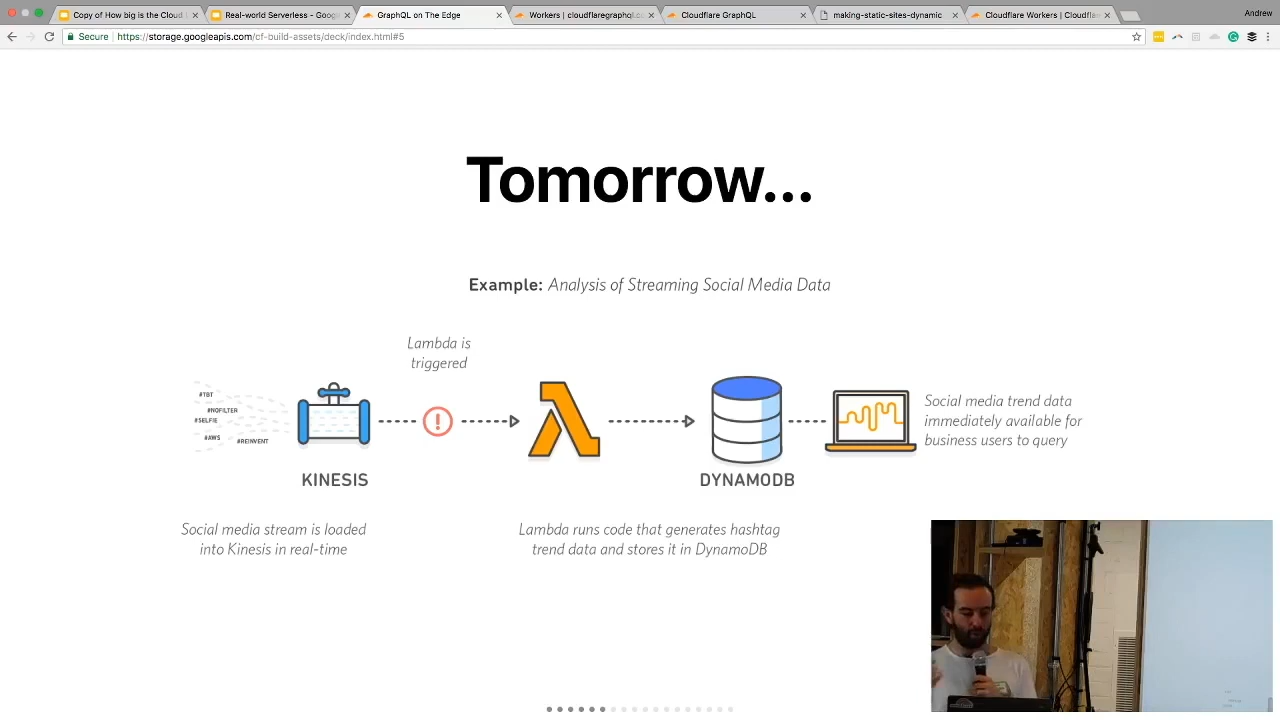 Copy of How big is the Cloud
Real-world Serverless - Googl
GraphQL on The Edge
Workers | cloudflaregraphql.c
Cloudflare GraphQL
making-static-sites-dynamic
Cloudflare Workers | Cloudfla
Andrew
Secure
https://storage.googleapis.com/cf-build-assets/deck/index.html#5
Tomorrow...
Example: Analysis of Streaming Social Media Data
Lambda is
triggered
#TBT
#NOFILTER
#SELFIE
#AWS
#REINVENT
Social media trend data
immediately available for
business users to query
KINESIS
DYNAMODB
Social media stream is loaded
into Kinesis in real-time
Lambda runs code that generates hashtag
trend data and stores it in DynamoDB